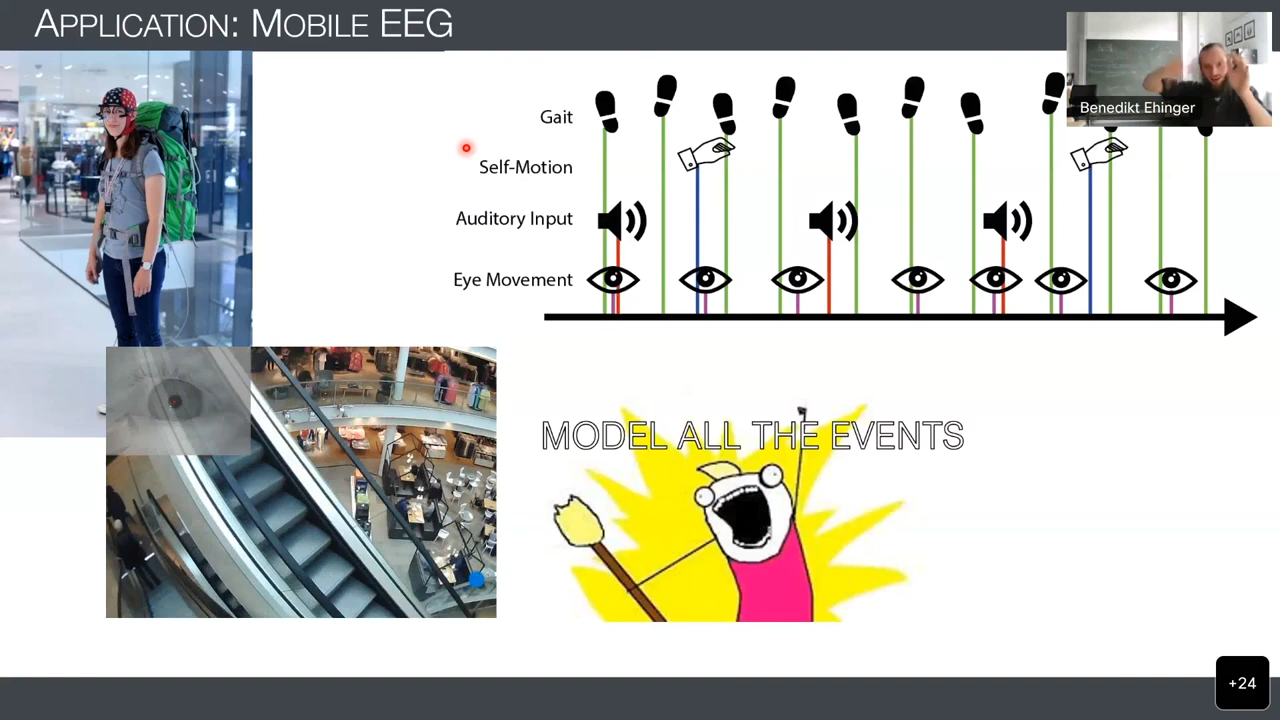 APPLICATION: MOBILE EEG
Benedikt Ehinger
Gait
Self-Motion
Auditory Input
Eye Movement
MODEL ALL THE EVENTS
+24